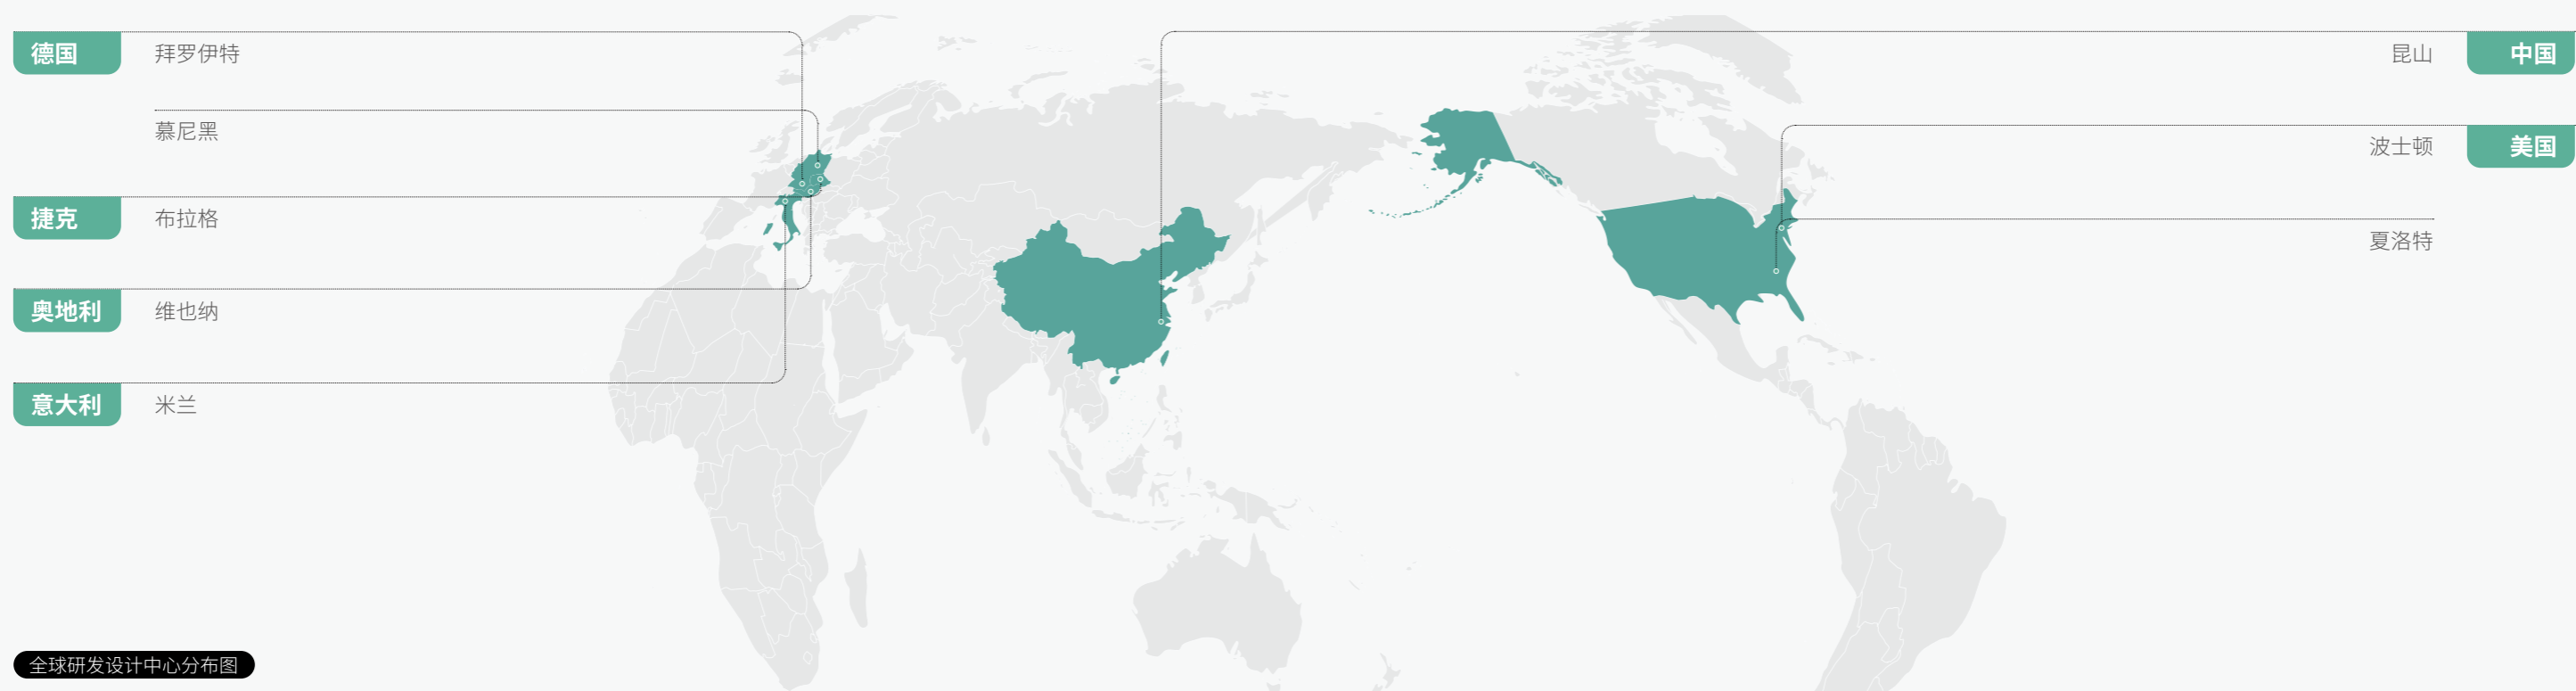 德国
拜罗伊特
慕尼黑
捷克
布拉格
奥地利
维也纳
意大利
米兰
昆山
中国
波士顿
美国
夏洛特
全球研发设计中心分布图